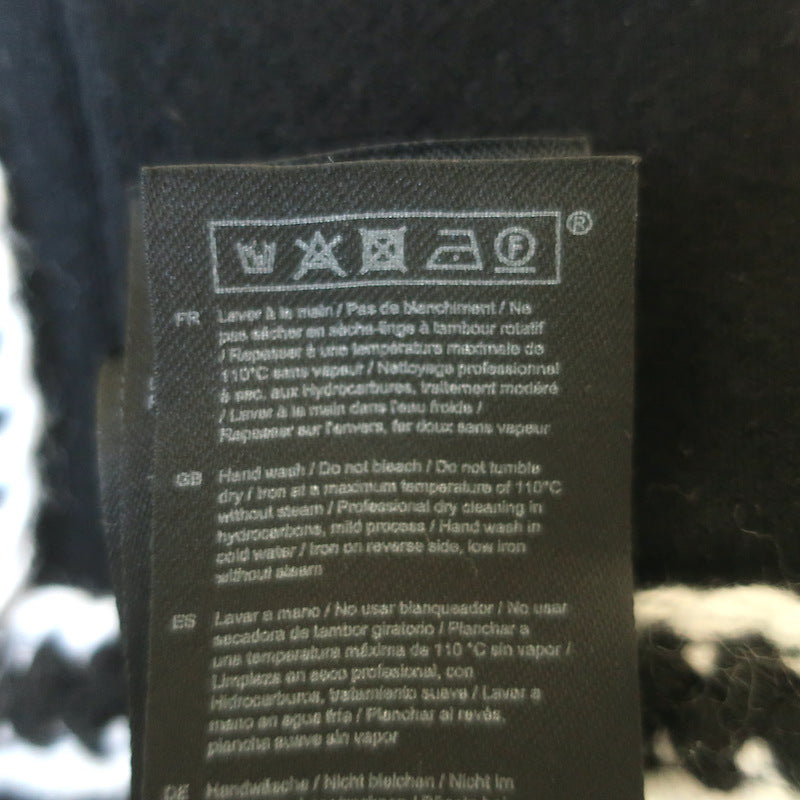 ®
F
FR Laver à la main / Pas de blanchiment / Ne
pas sécher en sèche-linge à tambour rotatif
/ Repasser à une température maximale de
110°C sans vapeur / Nettoyage professionnel
à sec, aux Hydrocarbures, traitement modéré
/ Laver à la main dans l'eau froide /
Repasser sur l'envers, fer doux sans vapeur
GB Hand wash / Do not bleach / Do not tumble
dry / Iron at a maximum temperature of 110°C
without steam / Professional dry cleaning in
hydrocarbons, mild process / Hand wash in
cold water / Iron on reverse side, low iron
without steam
ES Lavar a mano / No usar blanqueador / No usar
secadora de tambor giratorio / Planchar a
una temperatura máxima de 110 °C sin vapor /
Limpieza en seco profesional, con
Hidrocarburos, tratamiento suave / Lavar a
mano en agua fría / Planchar al revés,
plancha suave sin vapor
DE Handwäsche / Nicht bleichen / Nicht im